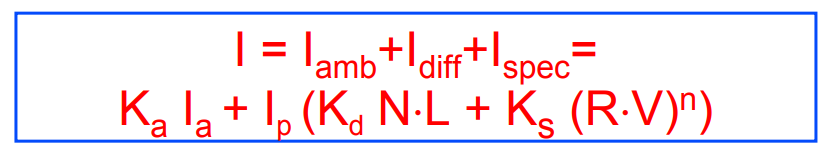 I = I_amb+I_diff+I_spec=
K_a I_a + I_p (K_d N·L + K_s (R·V)^n)